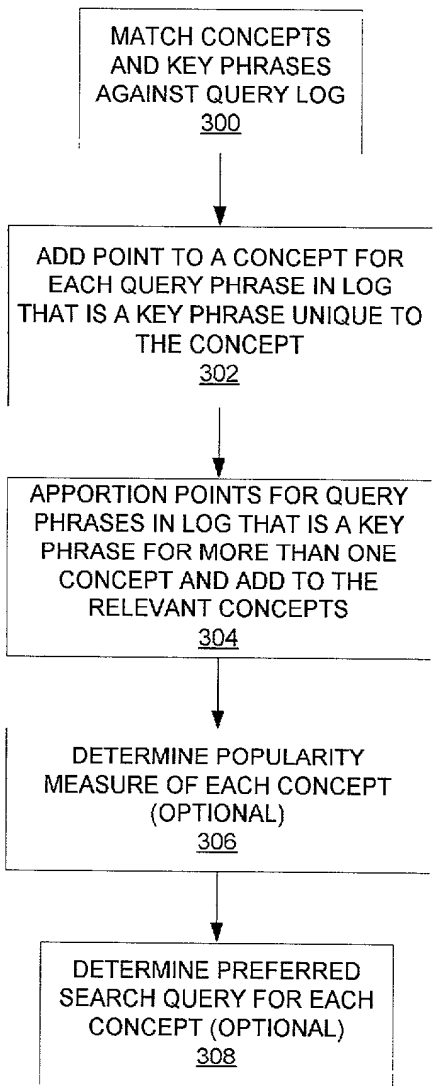 MATCH CONCEPTS
AND KEY PHRASES
AGAINST QUERY LOG
300
ADD POINT TO A CONCEPT FOR
EACH QUERY PHRASE IN LOG
THAT IS A KEY PHRASE UNIQUE TO
THE CONCEPT
302
APPORTION POINTS FOR QUERY
PHRASES IN LOG THAT IS A KEY
PHRASE FOR MORE THAN ONE
CONCEPT AND ADD TO THE
RELEVANT CONCEPTS
304
DETERMINE POPULARITY
MEASURE OF EACH CONCEPT
(OPTIONAL)
306
DETERMINE PREFERRED
SEARCH QUERY FOR EACH
CONCEPT (OPTIONAL)
308